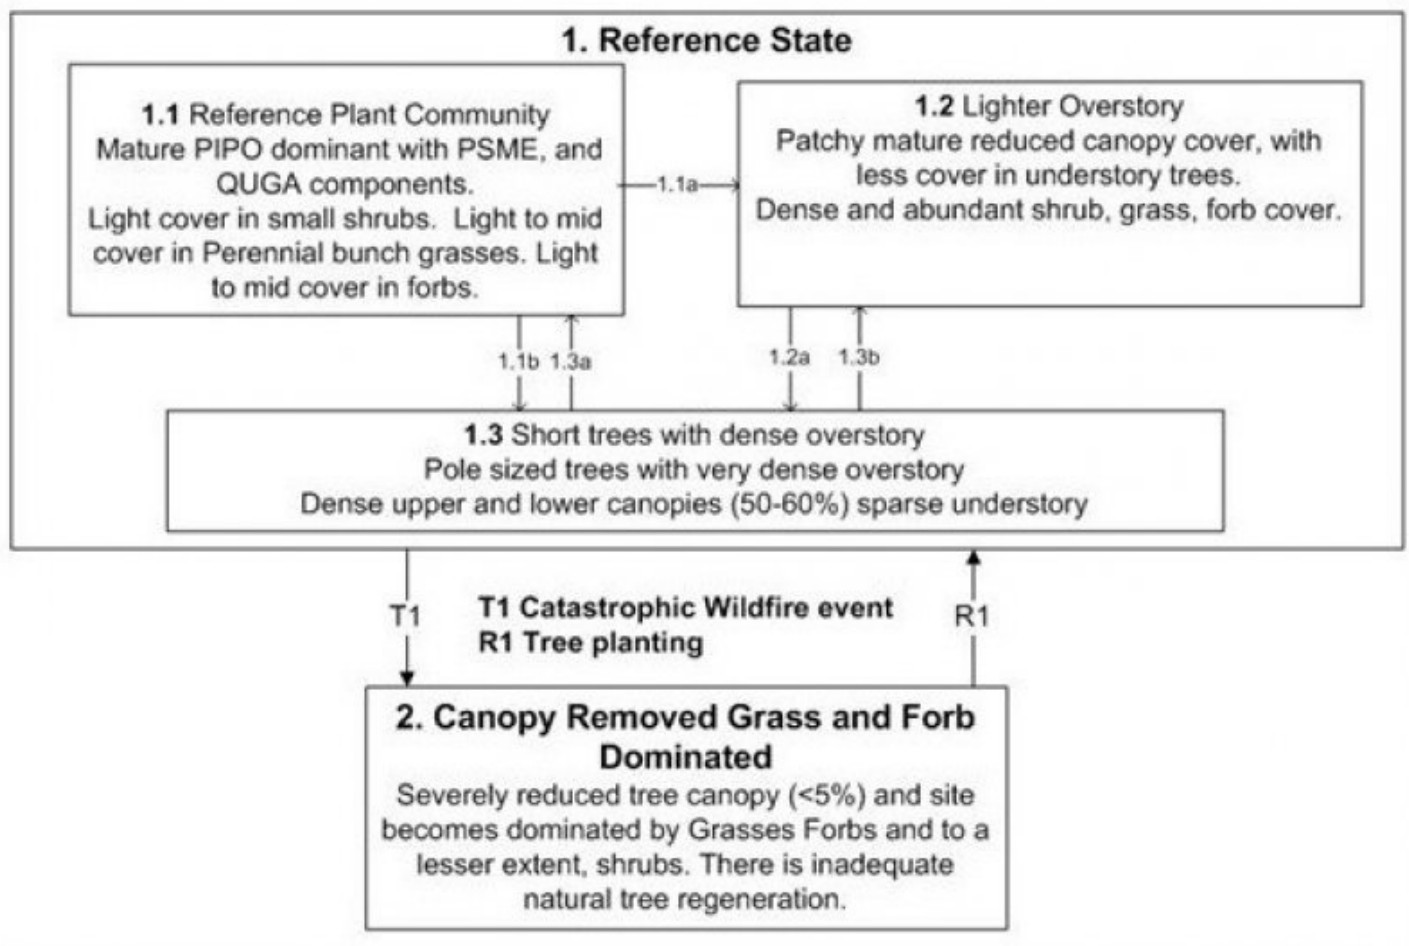 1. Reference State
1.1 Reference Plant Community
Mature PIPO dominant with PSME, and
QUGA components.
Light cover in small shrubs. Light to mid
cover in Perennial bunch grasses. Light
to mid cover in forbs.
1.1a
1.2 Lighter Overstory
Patchy mature reduced canopy cover, with
less cover in understory trees.
Dense and abundant shrub, grass, forb cover.
1.1b 1.3a
1.2a 1.3b
1.3 Short trees with dense overstory
Pole sized trees with very dense overstory
Dense upper and lower canopies (50-60%) sparse understory
T1
T1 Catastrophic Wildfire event
R1 Tree planting
R1
2. Canopy Removed Grass and Forb
Dominated
Severely reduced tree canopy (<5%) and site
becomes dominated by Grasses Forbs and to a
lesser extent, shrubs. There is inadequate
natural tree regeneration.